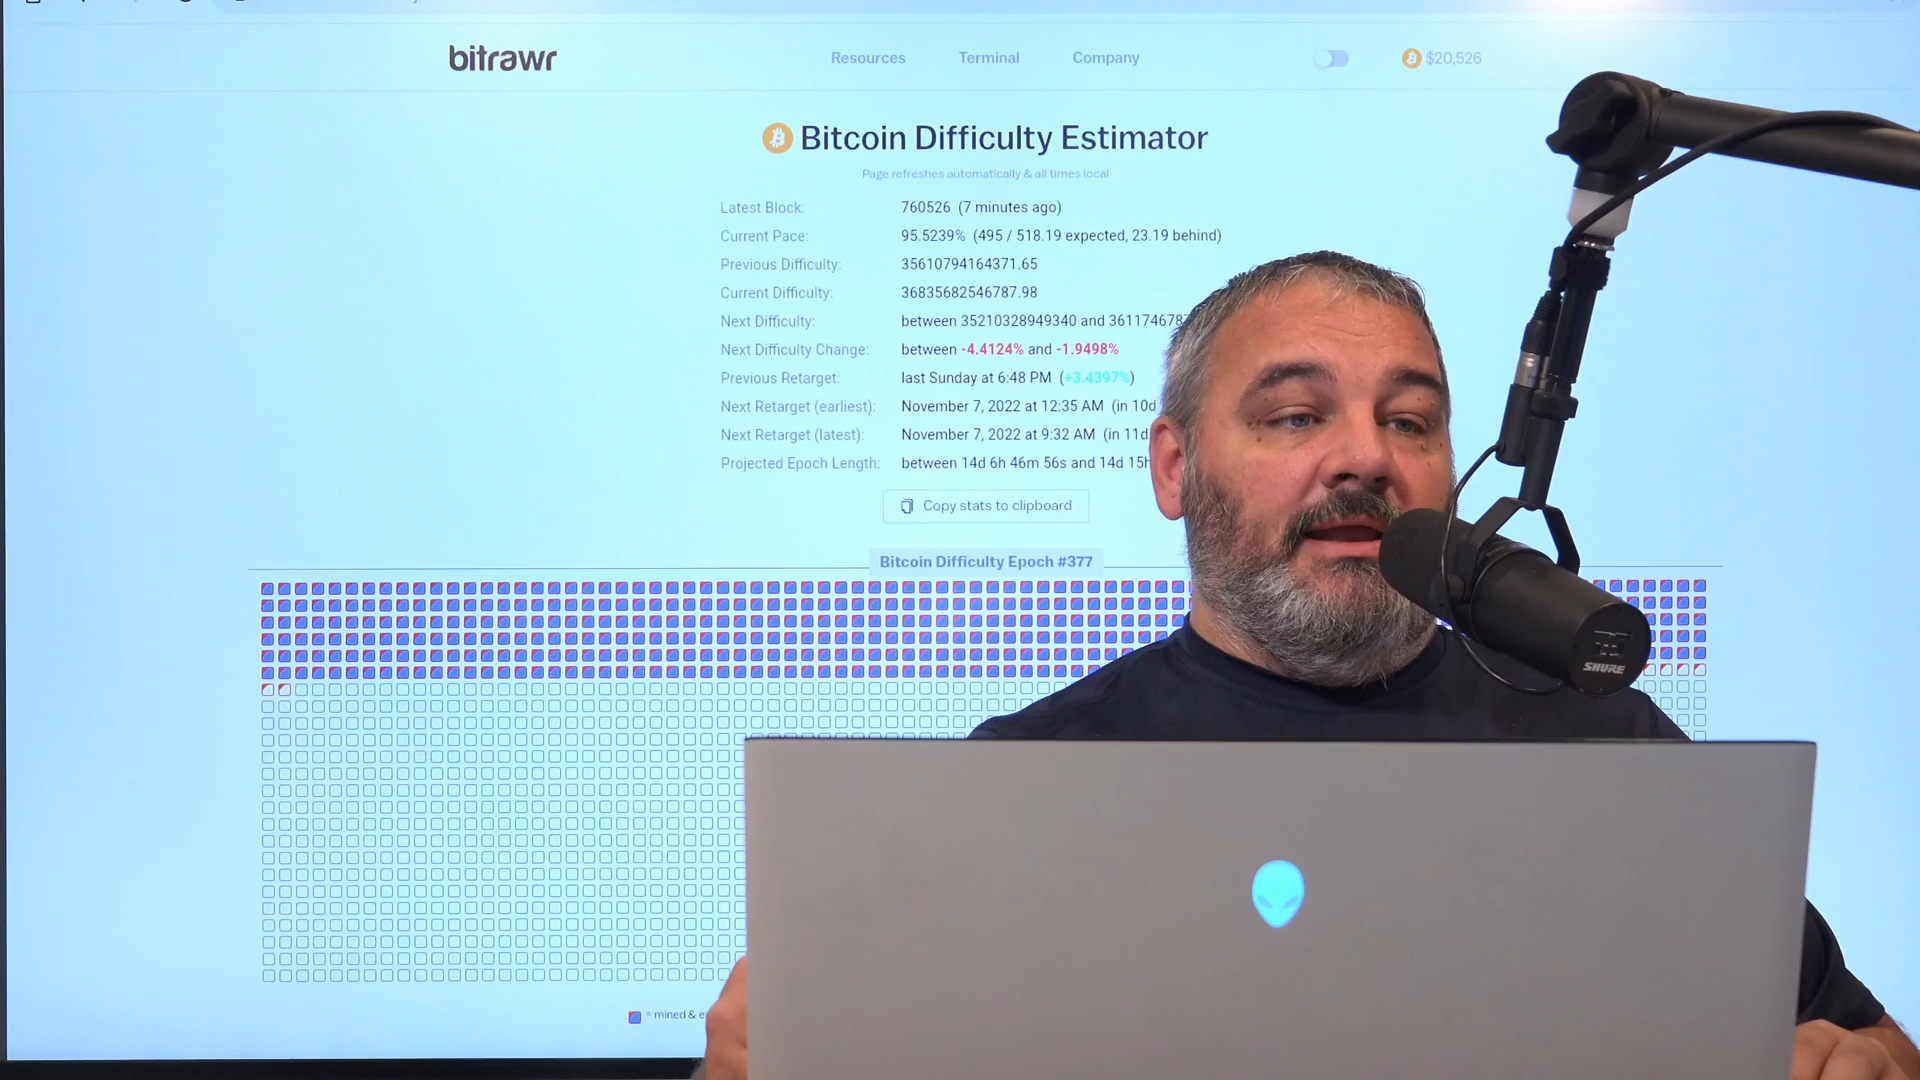 bitrawr
Resources Terminal Company $20,526
Bitcoin Difficulty Estimator
Page refreshes automatically & all times local
Latest Block: 760526 (7 minutes ago)
Current Pace: 95.5239% (495 / 518.19 expected, 23.19 behind)
Previous Difficulty: 35610794164371.65
Current Difficulty: 36835682546787.98
Next Difficulty: between 35210328949340 and 361174678
Next Difficulty Change: between -4.4124% and -1.9498%
Previous Retarget: last Sunday at 6:48 PM (+3.4397%)
Next Retarget (earliest): November 7, 2022 at 12:35 AM (in 10d
Next Retarget (latest): November 7, 2022 at 9:32 AM (in 11d
Projected Epoch Length: between 14d 6h 46m 56s and 14d 15h
Copy stats to clipboard
Bitcoin Difficulty Epoch #377
= mined &
SHURE